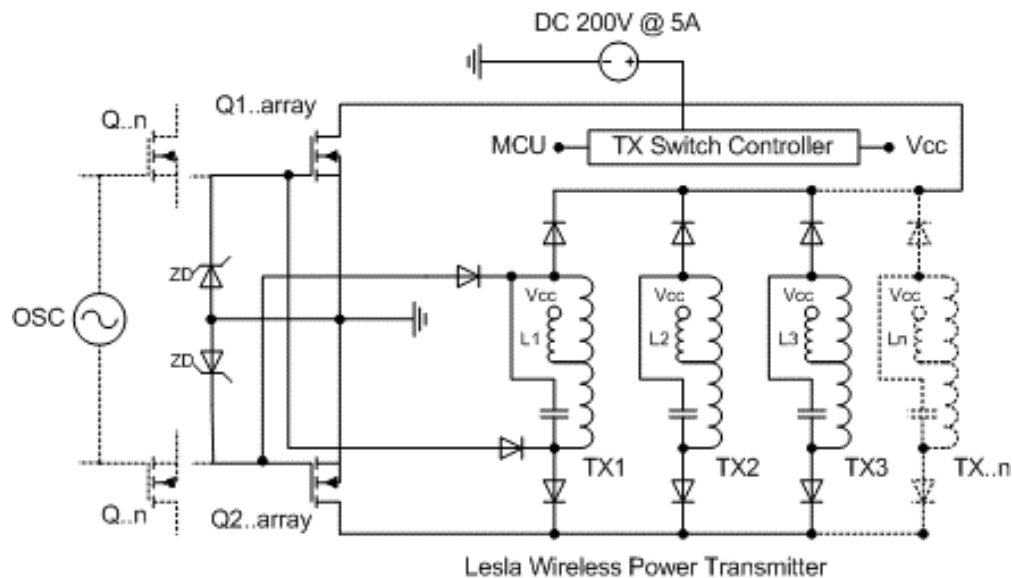 DC 200V @ 5A
- +
Q..n
Q1..array
MCU
TX Switch Controller
Vcc
ZD
OSC
Vcc
Vcc
Vcc
Vcc
L1
L2
L3
Ln
ZD
TX1
TX2
TX3
TX..n
Q..n
Q2..array
Lesla Wireless Power Transmitter